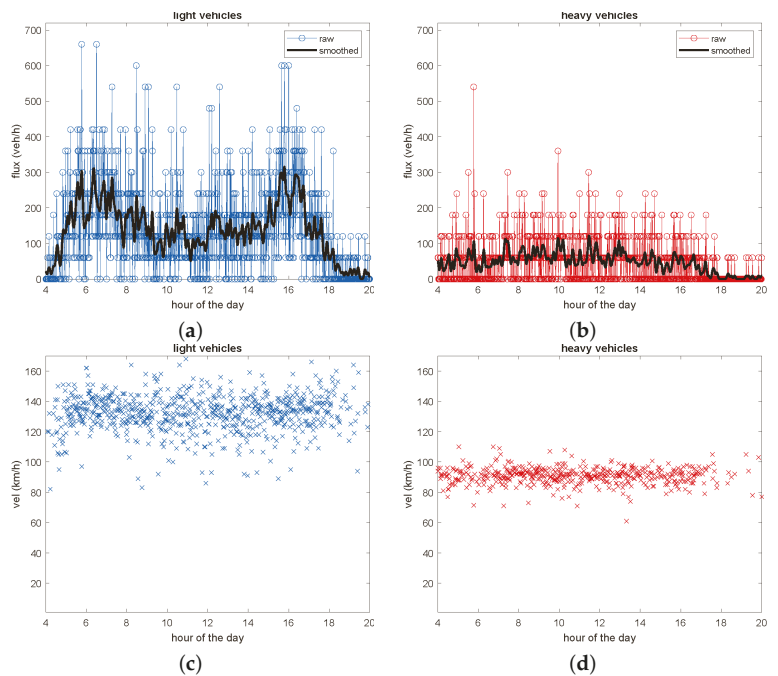 light vehicles
heavy vehicles
700
600
500
400
300
200
100
0
flux (veh/h)
raw
smoothed
4 6 8 10 12 14 16 18 20
hour of the day
(a)
700
600
500
400
300
200
100
0
flux (veh/h)
raw
smoothed
4 6 8 10 12 14 16 18 20
hour of the day
(b)
light vehicles
160
140
120
100
80
60
40
20
vel (km/h)
4 6 8 10 12 14 16 18 20
hour of the day
(c)
heavy vehicles
160
140
120
100
80
60
40
20
vel (km/h)
4 6 8 10 12 14 16 18 20
hour of the day
(d)